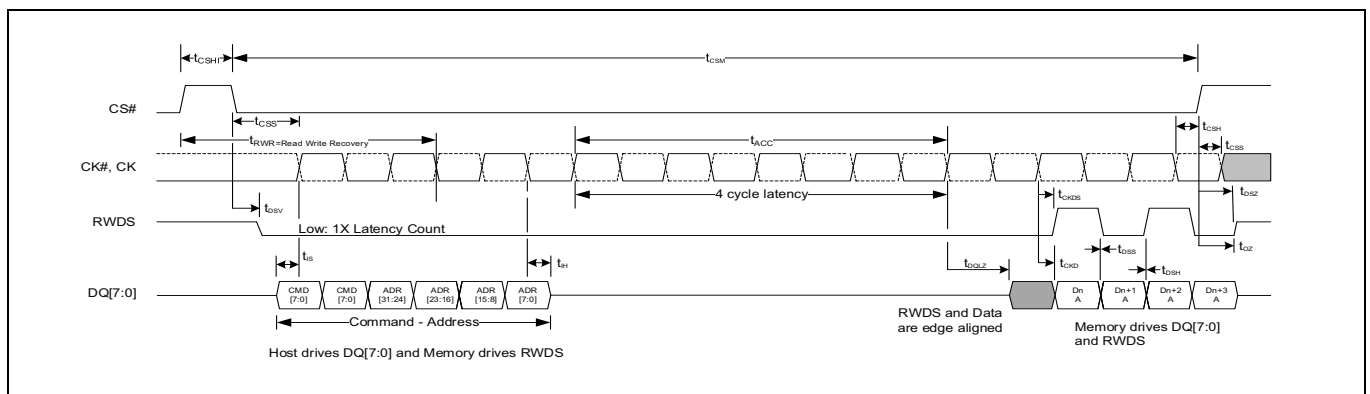 tCSHI
tCSM
CS#
tCSS
tCSH
tRWR=Read Write Recovery
tACC
tCSS
CK#, CK
4 cycle latency
tCKDS
tDSZ
tDSV
RWDS
Low: 1X Latency Count
tOZ
tIS
tIH
tDQLZ
tCKD
tDSS
tDSH
DQ[7:0]
CMD [7:0]
CMD [7:0]
ADR [31:24]
ADR [23:16]
ADR [15:8]
ADR [7:0]
Dn A
Dn+1 A
Dn+2 A
Dn+3 A
Command - Address
RWDS and Data
are edge aligned
Memory drives DQ[7:0]
and RWDS
Host drives DQ[7:0] and Memory drives RWDS